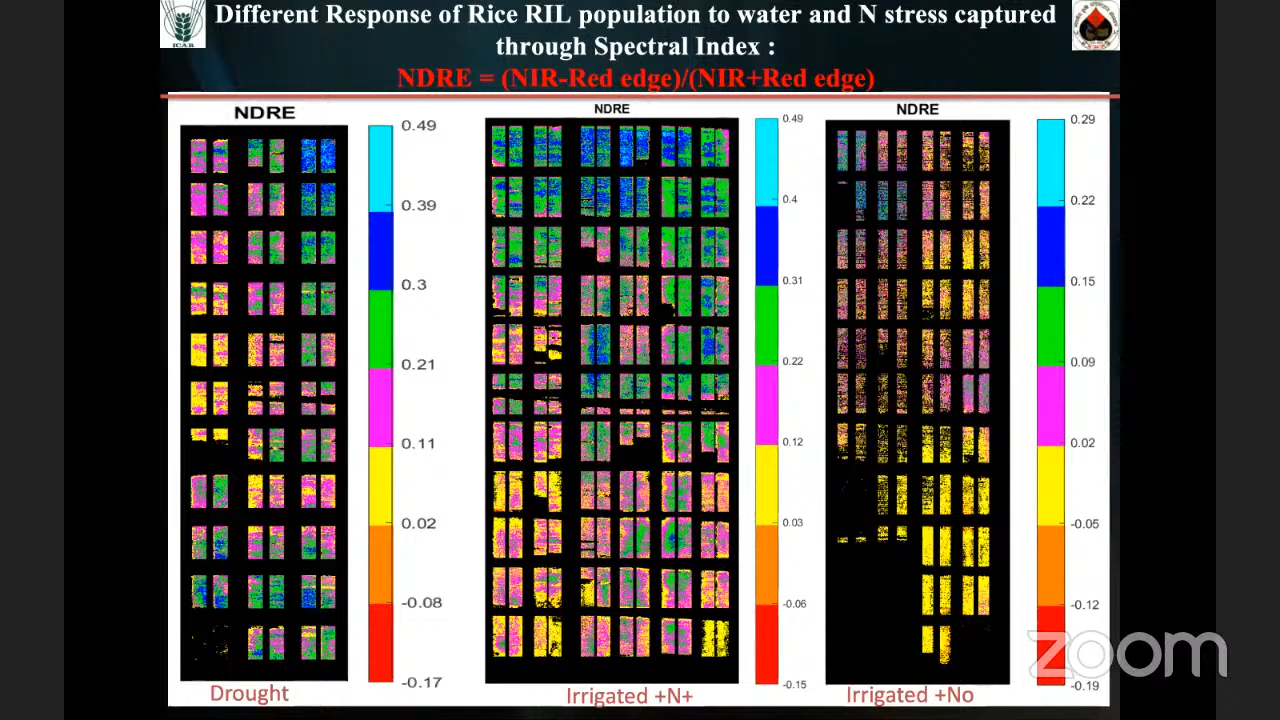 Different Response of Rice RIL population to water and N stress captured
through Spectral Index :
NDRE = (NIR-Red edge)/(NIR+Red edge)
ICAR
NDRE
0.49
0.39
0.3
0.21
0.11
0.02
-0.08
-0.17
Drought
NDRE
0.49
0.4
0.31
0.22
0.12
0.03
-0.06
-0.15
Irrigated +N+
NDRE
0.29
0.22
0.15
0.09
0.02
-0.05
-0.12
-0.19
Irrigated +No
zoom